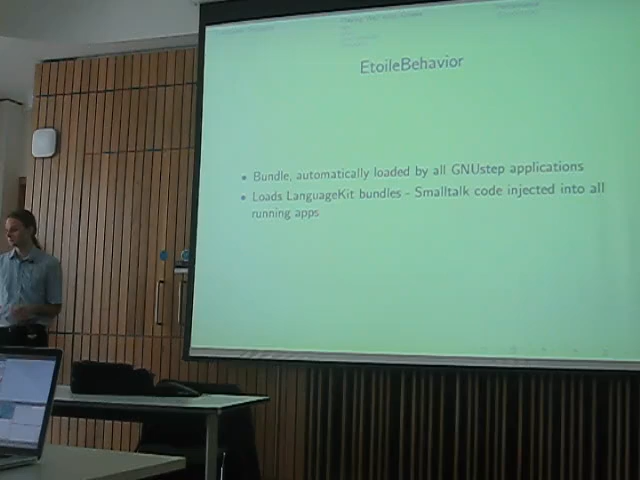 EtoileBehavior
Bundle, automatically loaded by all GNUstep applications
Loads LanguageKit bundles - Smalltalk code injected into all
running apps